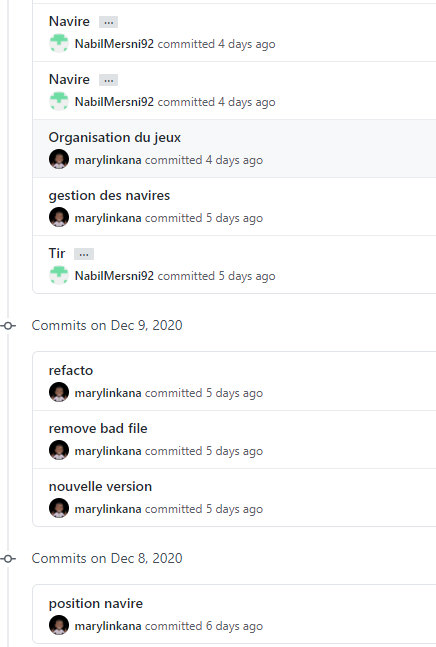 Navire ...
NabilMersni92 committed 4 days ago
Navire ...
NabilMersni92 committed 4 days ago
Organisation du jeux
marylinkana committed 4 days ago
gestion des navires
marylinkana committed 5 days ago
Tir ...
NabilMersni92 committed 5 days ago
Commits on Dec 9, 2020
refacto
marylinkana committed 5 days ago
remove bad file
marylinkana committed 5 days ago
nouvelle version
marylinkana committed 5 days ago
Commits on Dec 8, 2020
position navire
marylinkana committed 6 days ago